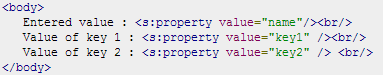 <body>
Entered value : <s:property value="name"/><br/>
Value of key 1 : <s:property value="key1" /><br/>
Value of key 2 : <s:property value="key2" /> <br/>
</body>